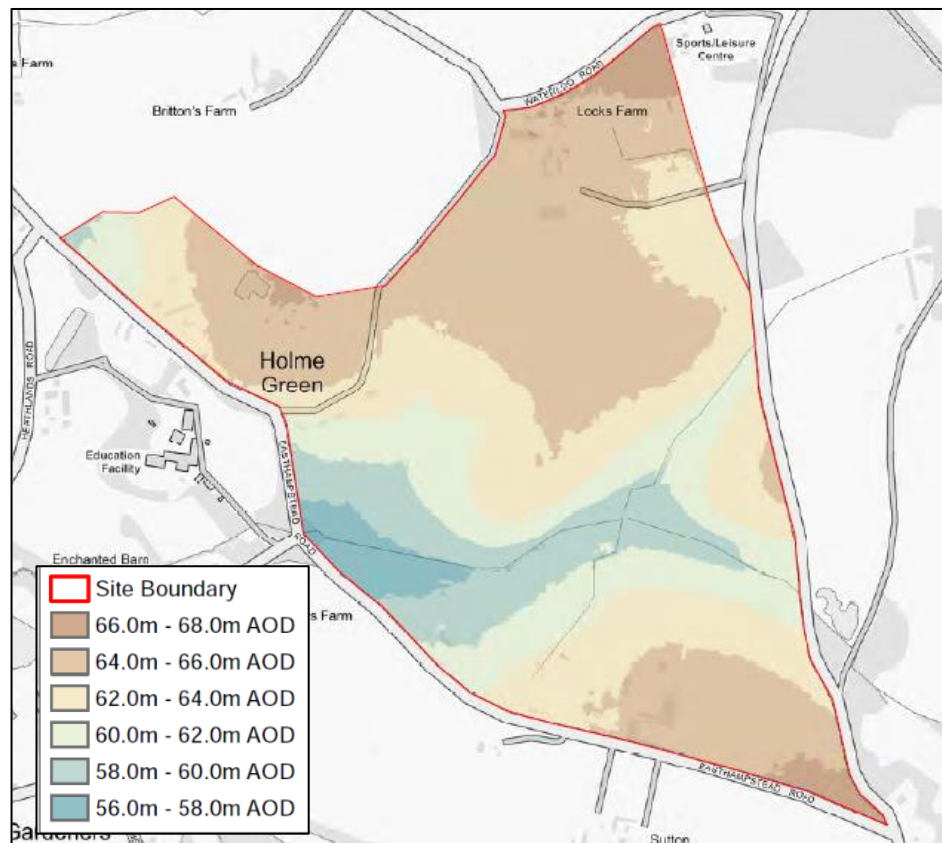 Sports/Leisure
Centre
s Farm
WATERLOO ROAD
Britton's Farm
Locks Farm
HEATHLANDS ROAD
Holme
Green
EASTHAMPSTEAD
ROAD
Education
Facility
Enchanted Barn
Site Boundary
66.0m - 68.0m AOD
s Farm
64.0m - 66.0m AOD
62.0m - 64.0m AOD
60.0m - 62.0m AOD
58.0m - 60.0m AOD
56.0m - 58.0m AOD
EASTHAMPSTEAD ROAD
Gardeners
Sutton